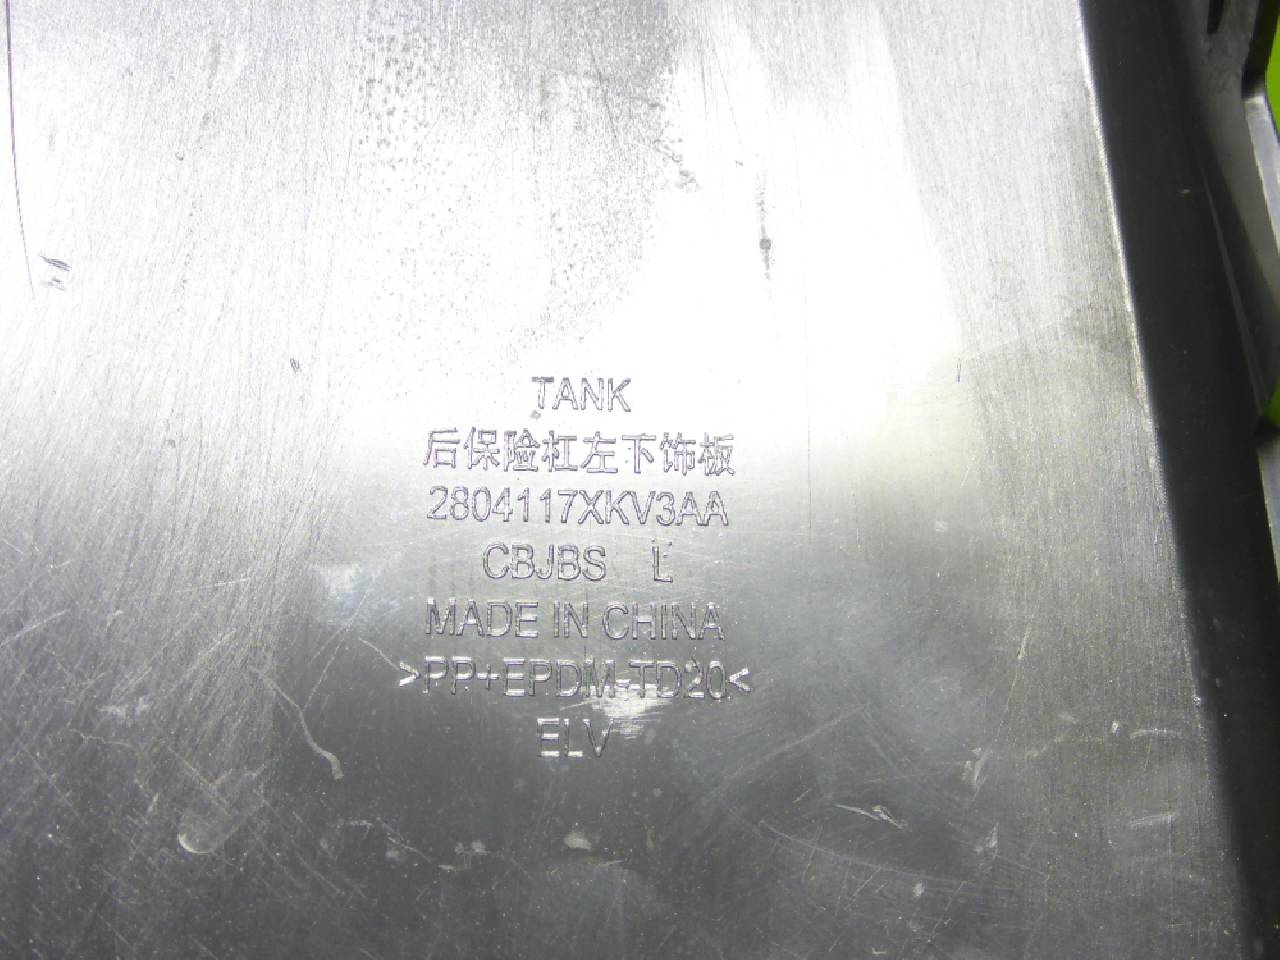 TANK
后保险杠左下饰板
2804117XKV3AA
CBJBS L
MADE IN CHINA
>PP+EPDM-TD20<
ELV